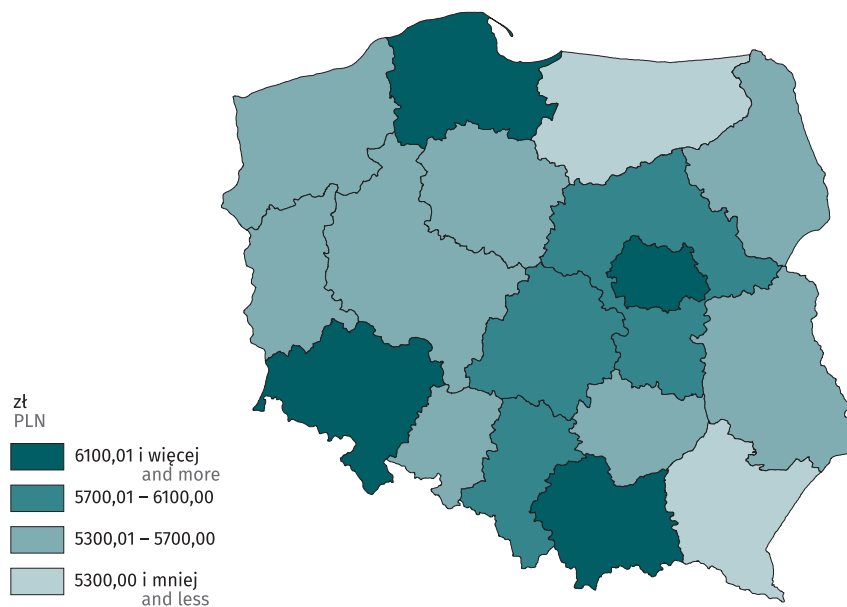 zł
PLN
6100,01 i więcej
and more
5700,01 – 6100,00
5300,01 – 5700,00
5300,00 i mniej
and less